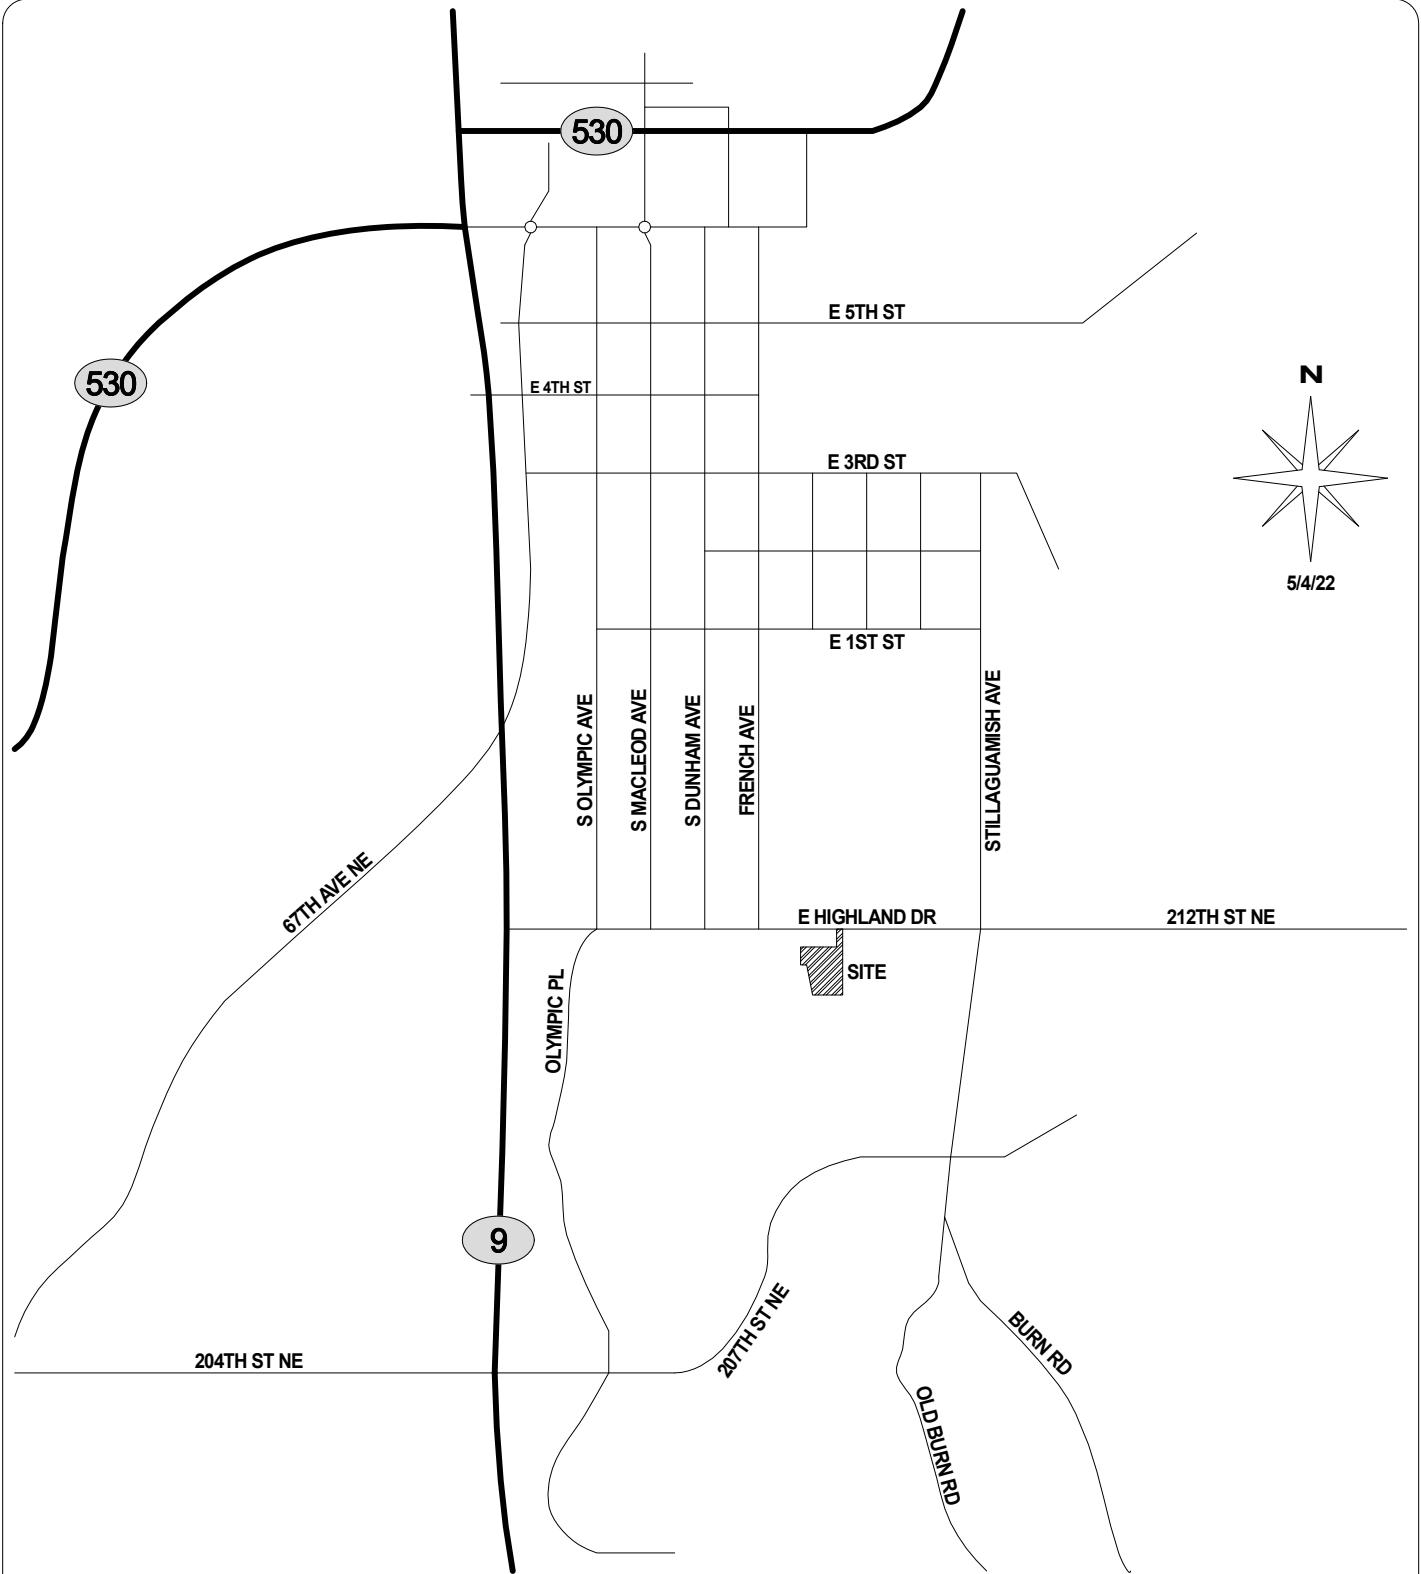 530
E 5TH ST
530
E 4TH ST
N
E 3RD ST
5/4/22
E 1ST ST
S OLYMPIC AVE
S MACLEOD AVE
S DUNHAM AVE
FRENCH AVE
STILLAGUAMISH AVE
67TH AVE NE
E HIGHLAND DR
212TH ST NE
SITE
OLYMPIC PL
9
207TH ST NE
204TH ST NE
BURN RD
OLD BURN RD